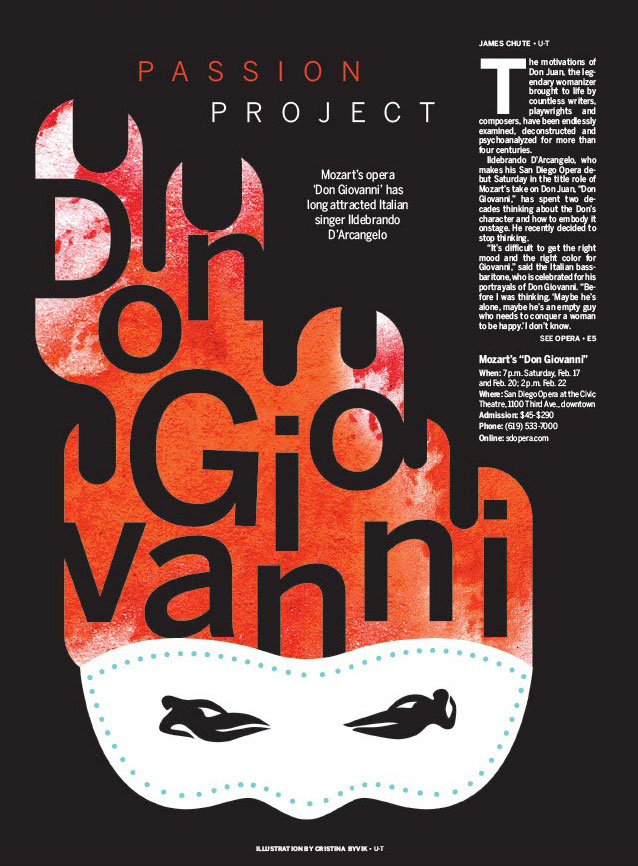 PASSION
PROJECT
Mozart's opera
'Don Giovanni' has
long attracted Italian
singer Ildebrando
D'Arcangelo
Don
Gio
vanni
JAMES CHUTE • U-T
The motivations of
Don Juan, the leg-
endary womanizer
brought to life by
countless writers,
playwrights and
composers, have been endlessly
examined, deconstructed and
psychoanalyzed for more than
four centuries.
Ildebrando D'Arcangelo, who
makes his San Diego Opera de-
but Saturday in the title role of
Mozart's take on Don Juan, "Don
Giovanni," has spent two de-
cades thinking about the Don's
character and how to embody it
onstage. He recently decided to
stop thinking.
"It's difficult to get the right
mood and the right color for
Giovanni," said the Italian bass-
baritone, who is celebrated for his
portrayals of Don Giovanni. "Be-
fore I was thinking, 'Maybe he's
alone, maybe he's an empty guy
who needs to conquer a woman
to be happy.' I don't know.
SEE OPERA • E5
Mozart's "Don Giovanni"
When: 7 p.m. Saturday, Feb. 17
and Feb. 20; 2 p.m. Feb. 22
Where: San Diego Opera at the Civic
Theatre, 1100 Third Ave., downtown
Admission: $45-$290
Phone: (619) 533-7000
Online: sdopera.com
ILLUSTRATION BY CRISTINA BYVIK • U-T